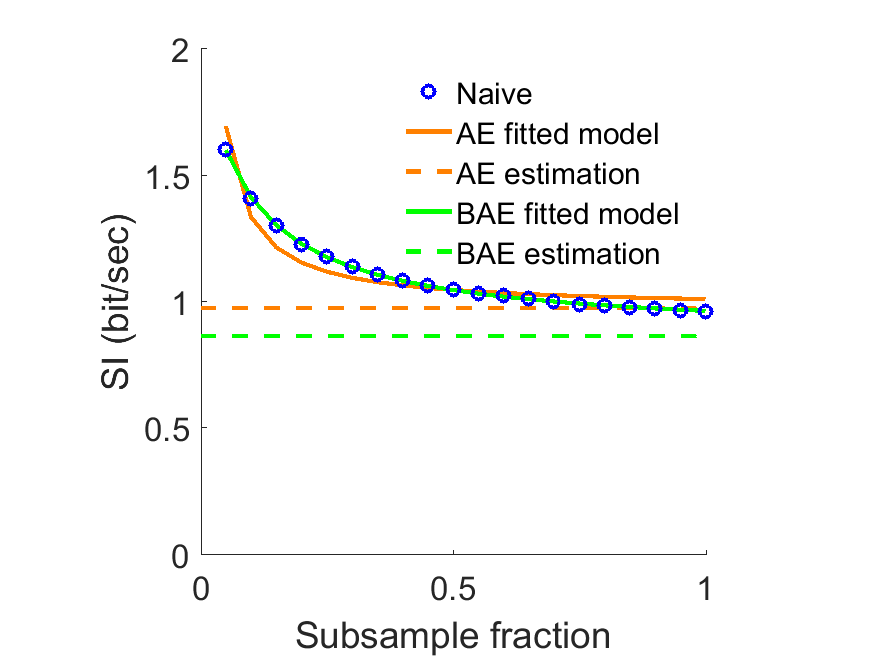 2
Naive
AE fitted model
AE estimation
1.5
BAE fitted model
BAE estimation
1
SI (bit/sec)
0.5
0
0
0.5
1
Subsample fraction